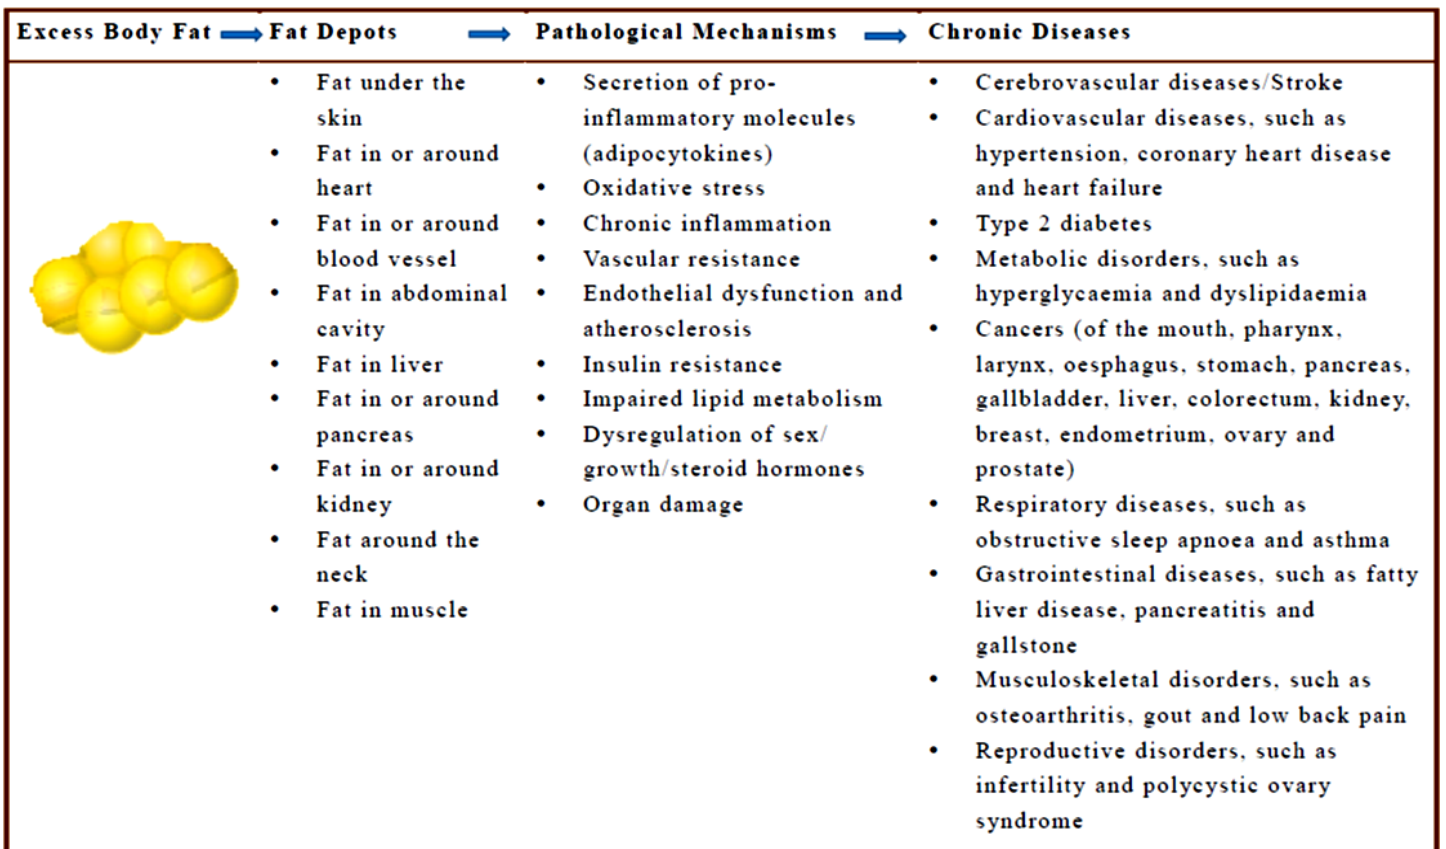 Excess Body Fat
Fat Depots
Pathological Mechanisms
Chronic Diseases
• Fat under the
skin
• Fat in or around
heart
• Fat in or around
blood vessel
• Fat in abdominal
cavity
• Fat in liver
• Fat in or around
pancreas
• Fat in or around
kidney
• Fat around the
neck
• Fat in muscle
• Secretion of pro-
inflammatory molecules
(adipocytokines)
• Oxidative stress
• Chronic inflammation
• Vascular resistance
• Endothelial dysfunction and
atherosclerosis
• Insulin resistance
• Impaired lipid metabolism
• Dysregulation of sex/
growth/steroid hormones
• Organ damage
• Cerebrovascular diseases/Stroke
• Cardiovascular diseases, such as
hypertension, coronary heart disease
and heart failure
• Type 2 diabetes
• Metabolic disorders, such as
hyperglycaemia and dyslipidaemia
• Cancers (of the mouth, pharynx,
larynx, oesphagus, stomach, pancreas,
gallbladder, liver, colorectum, kidney,
breast, endometrium, ovary and
prostate)
• Respiratory diseases, such as
obstructive sleep apnoea and asthma
• Gastrointestinal diseases, such as fatty
liver disease, pancreatitis and
gallstone
• Musculoskeletal disorders, such as
osteoarthritis, gout and low back pain
• Reproductive disorders, such as
infertility and polycystic ovary
syndrome